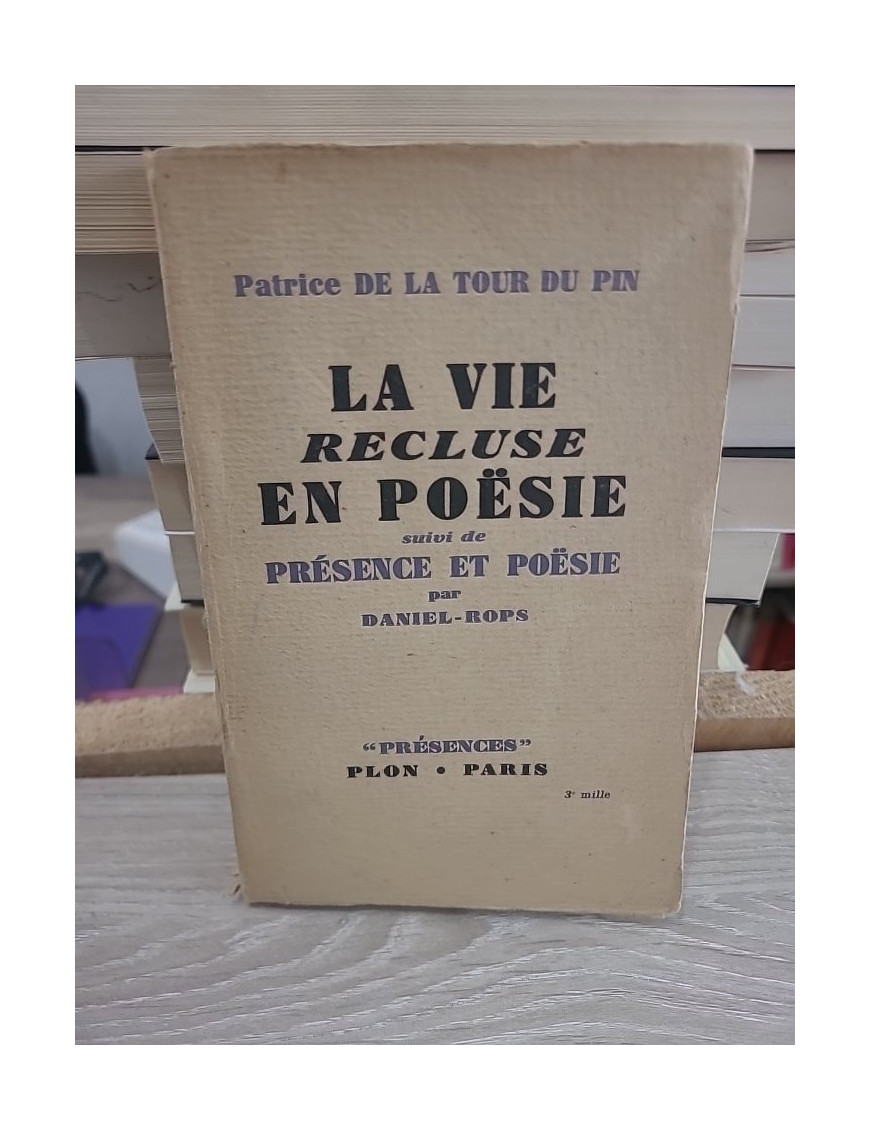 Patrice DE LA TOUR DU PIN
LA VIE
RECLUSE
EN POËSIE
suivi de
PRÉSENCE ET POËSIE
par
DANIEL-ROPS
“PRÉSENCES”
PLON • PARIS
3e mille